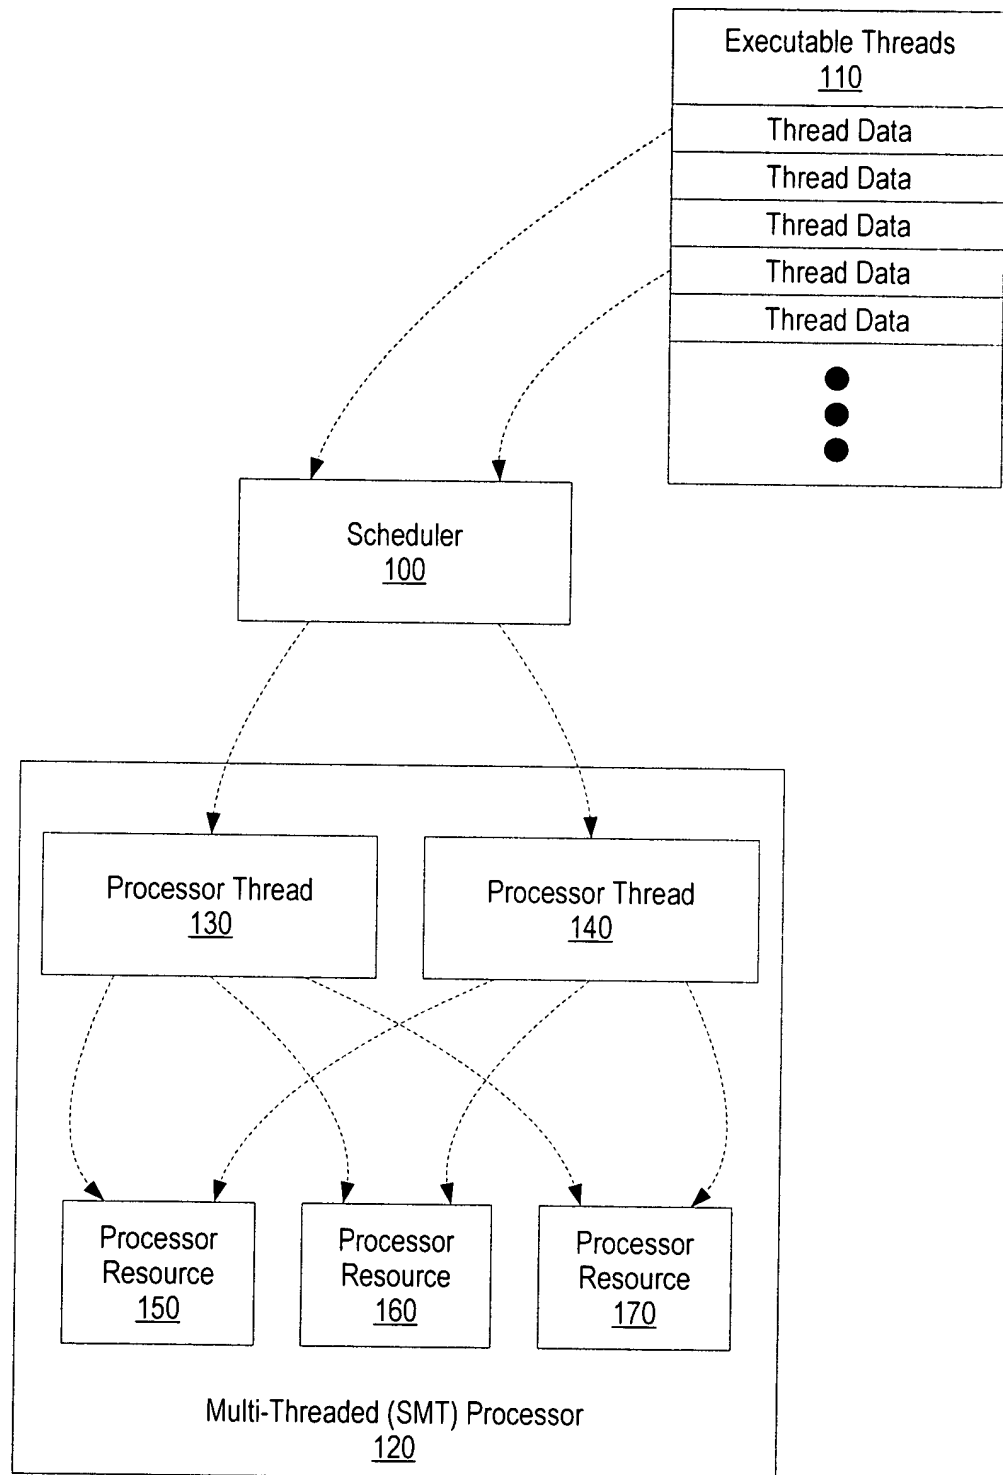 Executable Threads
110
Thread Data
Thread Data
Thread Data
Thread Data
Thread Data
Scheduler
100
Processor Thread
130
Processor Thread
140
Processor
Resource
150
Processor
Resource
160
Processor
Resource
170
Multi-Threaded (SMT) Processor
120